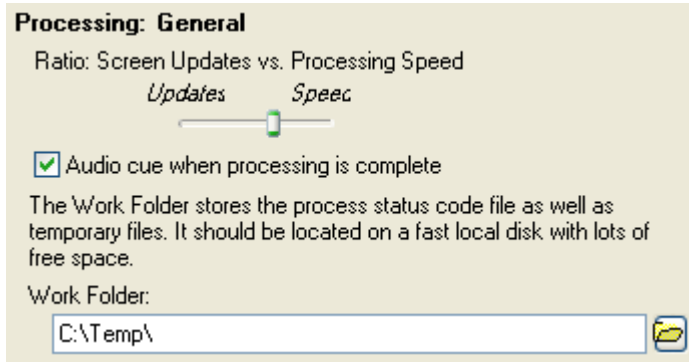 Processing: General
Ratio: Screen Updates vs. Processing Speed
Updates Speed
Audio cue when processing is complete
The Work Folder stores the process status code file as well as
temporary files. It should be located on a fast local disk with lots of
free space.
Work Folder:
C:\Temp\